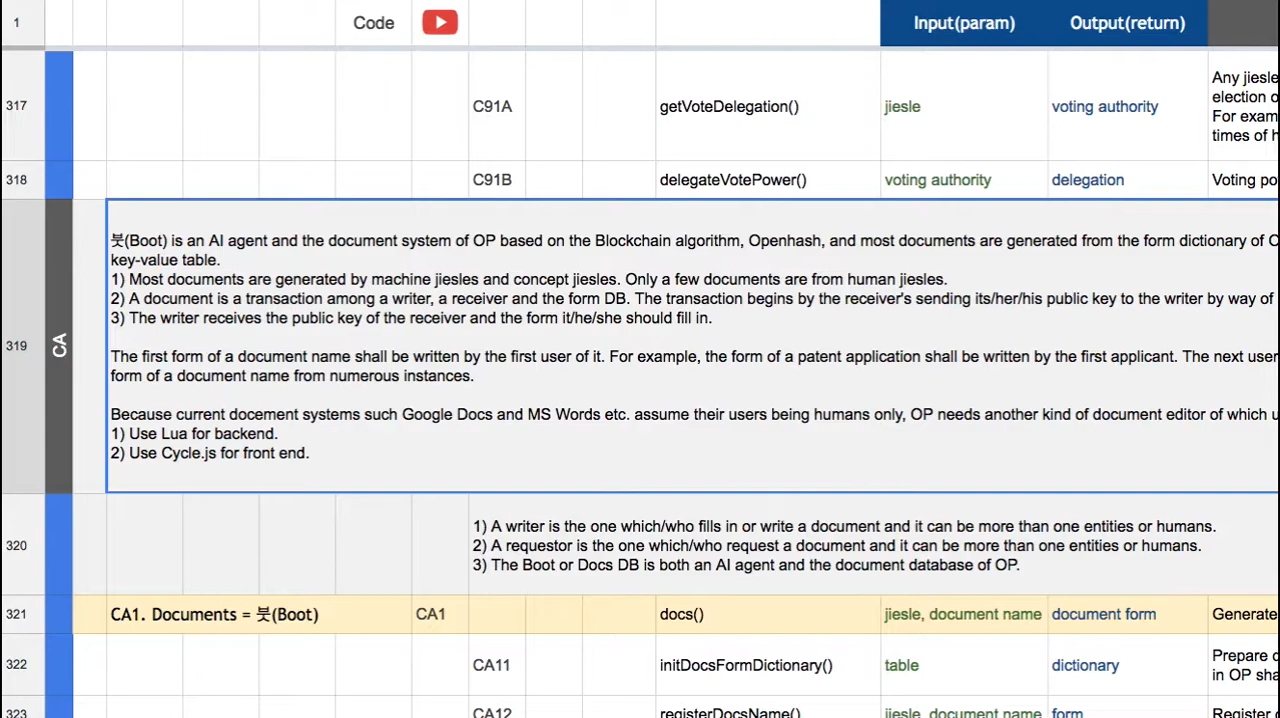 1 Code Input(param) Output(return)
317 C91A getVoteDelegation() jiesle voting authority
Any jiesle
election o
For exam
times of h
318 C91B delegateVotePower() voting authority delegation Voting po
319 CA
붓(Boot) is an AI agent and the document system of OP based on the Blockchain algorithm, Openhash, and most documents are generated from the form dictionary of O
key-value table.
1) Most documents are generated by machine jiesles and concept jiesles. Only a few documents are from human jiesles.
2) A document is a transaction among a writer, a receiver and the form DB. The transaction begins by the receiver's sending its/her/his public key to the writer by way of
3) The writer receives the public key of the receiver and the form it/he/she should fill in.
The first form of a document name shall be written by the first user of it. For example, the form of a patent application shall be written by the first applicant. The next user
form of a document name from numerous instances.
Because current docement systems such Google Docs and MS Words etc. assume their users being humans only, OP needs another kind of document editor of which u
1) Use Lua for backend.
2) Use Cycle.js for front end.
320
1) A writer is the one which/who fills in or write a document and it can be more than one entities or humans.
2) A requestor is the one which/who request a document and it can be more than one entities or humans.
3) The Boot or Docs DB is both an AI agent and the document database of OP.
321 CA1. Documents = 붓(Boot) CA1 docs() jiesle, document name document form Generate
322 CA11 initDocsFormDictionary() table dictionary
Prepare d
in OP sha
323 CA12 registerDocsName() jiesle, document name form Register